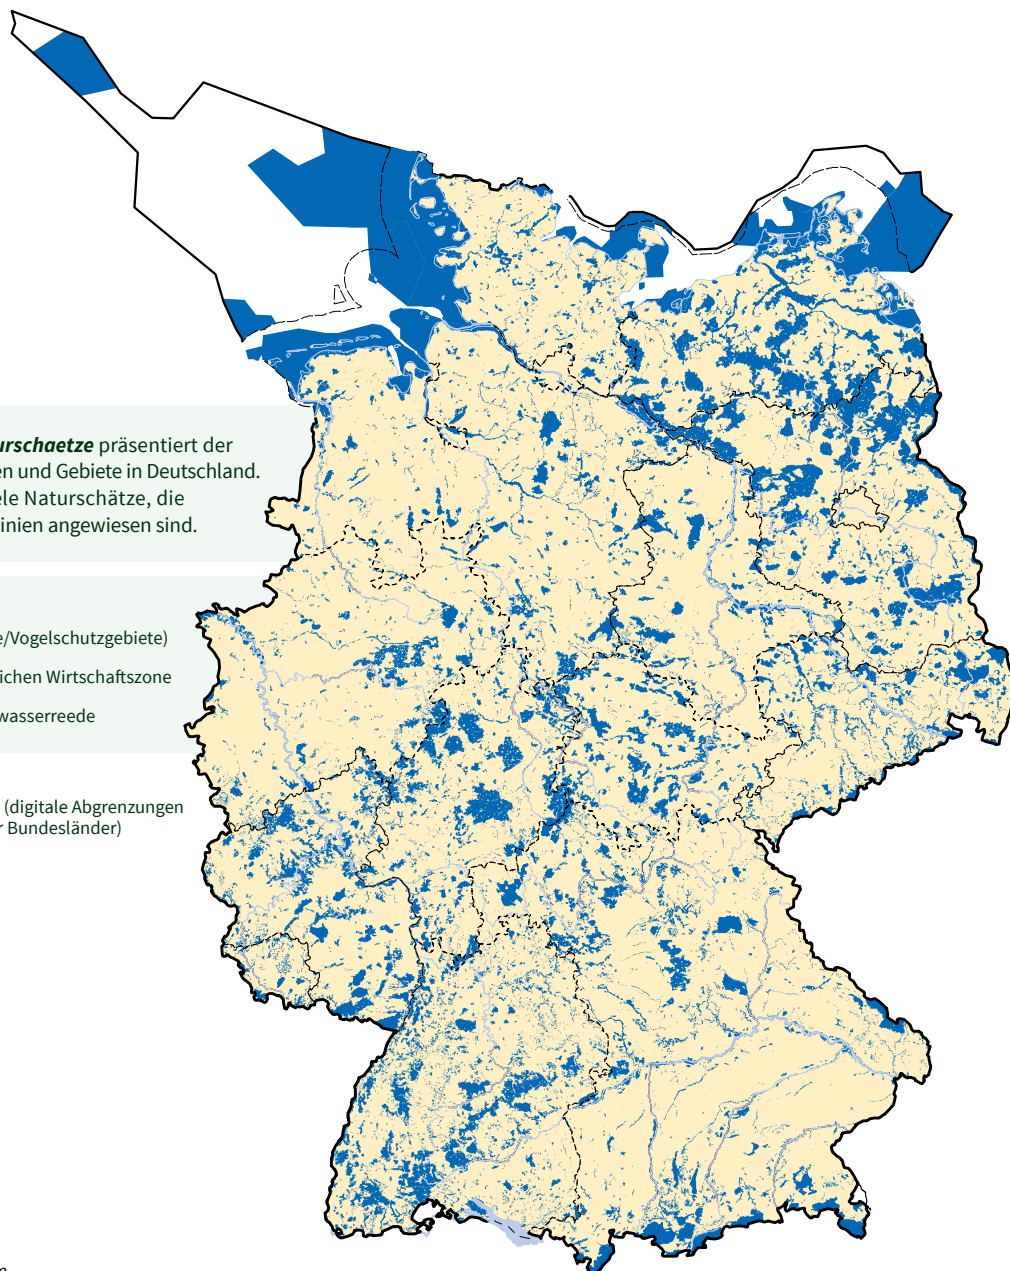 urschaetze präsentiert der
en und Gebiete in Deutschland.
ele Naturschätze, die
inien angewiesen sind.
e/Vogelschutzgebiete)
lichen Wirtschaftszone
wasserreede
(digitale Abgrenzungen
r Bundesländer)